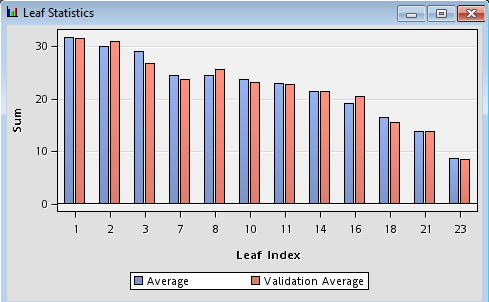 Leaf Statistics
30
20
10
0
Sum
1 2 3 7 8 10 11 14 16 18 21 23
Leaf Index
Average Validation Average